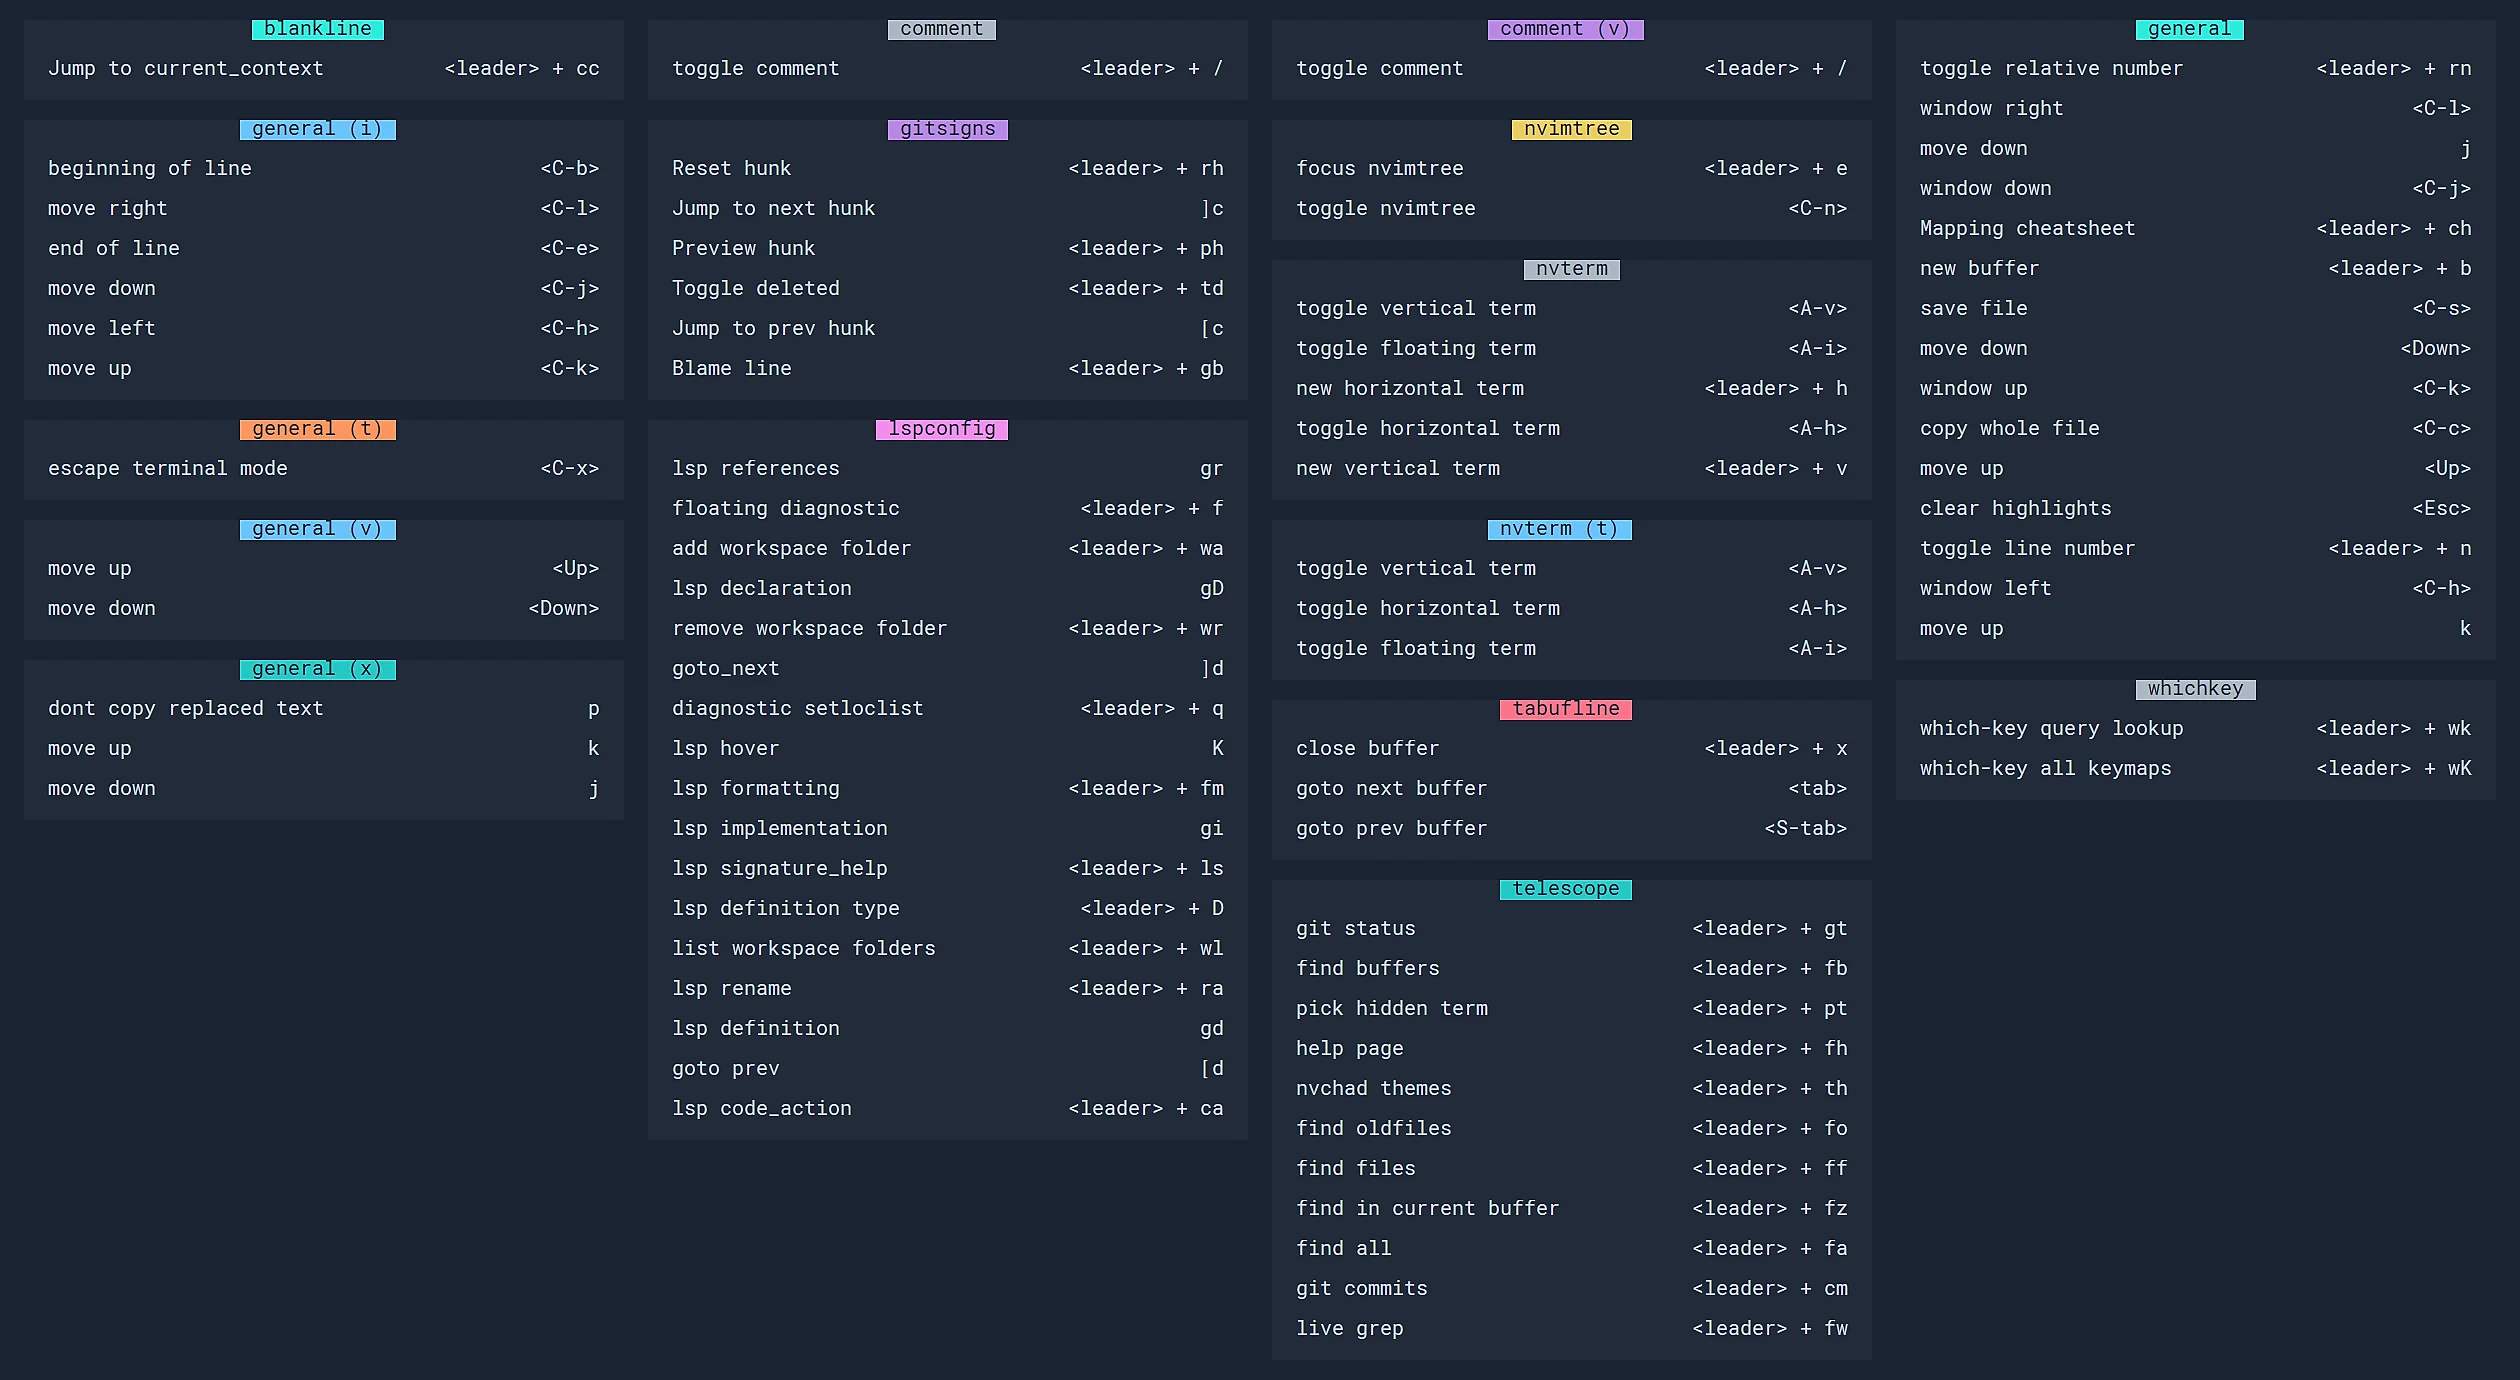 blankline
Jump to current_context <leader> + cc
general (i)
beginning of line <C-b>
move right <C-l>
end of line <C-e>
move down <C-j>
move left <C-h>
move up <C-k>
general (t)
escape terminal mode <C-x>
general (v)
move up <Up>
move down <Down>
general (x)
dont copy replaced text p
move up k
move down j
comment
toggle comment <leader> + /
gitsigns
Reset hunk <leader> + rh
Jump to next hunk ]c
Preview hunk <leader> + ph
Toggle deleted <leader> + td
Jump to prev hunk [c
Blame line <leader> + gb
lspconfig
lsp references gr
floating diagnostic <leader> + f
add workspace folder <leader> + wa
lsp declaration gD
remove workspace folder <leader> + wr
goto_next ]d
diagnostic setloclist <leader> + q
lsp hover K
lsp formatting <leader> + fm
lsp implementation gi
lsp signature_help <leader> + ls
lsp definition type <leader> + D
list workspace folders <leader> + wl
lsp rename <leader> + ra
lsp definition gd
goto prev [d
lsp code_action <leader> + ca
comment (v)
toggle comment <leader> + /
nvimtree
focus nvimtree <leader> + e
toggle nvimtree <C-n>
nvterm
toggle vertical term <A-v>
toggle floating term <A-i>
new horizontal term <leader> + h
toggle horizontal term <A-h>
new vertical term <leader> + v
nvterm (t)
toggle vertical term <A-v>
toggle horizontal term <A-h>
toggle floating term <A-i>
tabufline
close buffer <leader> + x
goto next buffer <tab>
goto prev buffer <S-tab>
telescope
git status <leader> + gt
find buffers <leader> + fb
pick hidden term <leader> + pt
help page <leader> + fh
nvchad themes <leader> + th
find oldfiles <leader> + fo
find files <leader> + ff
find in current buffer <leader> + fz
find all <leader> + fa
git commits <leader> + cm
live grep <leader> + fw
general
toggle relative number <leader> + rn
window right <C-l>
move down j
window down <C-j>
Mapping cheatsheet <leader> + ch
new buffer <leader> + b
save file <C-s>
move down <Down>
window up <C-k>
copy whole file <C-c>
move up <Up>
clear highlights <Esc>
toggle line number <leader> + n
window left <C-h>
move up k
whichkey
which-key query lookup <leader> + wk
which-key all keymaps <leader> + wK